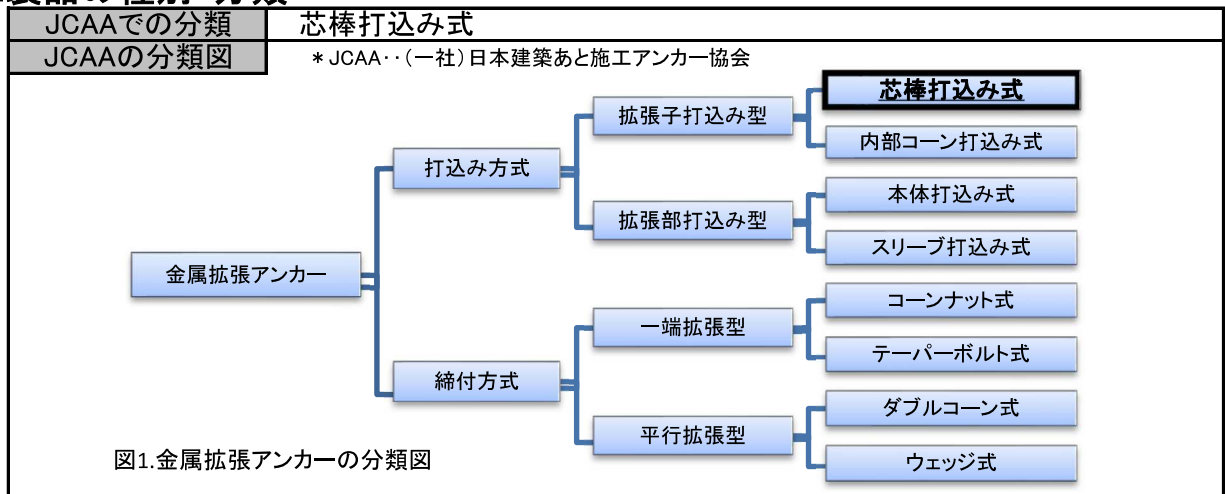 JCAAでの分類 芯棒打込み式
JCAAの分類図 *JCAA‥(一社)日本建築あと施工アンカー協会
芯棒打込み式
拡張子打込み型
内部コーン打込み式
打込み方式
本体打込み式
拡張部打込み型
スリーブ打込み式
金属拡張アンカー
コーンナット式
一端拡張型
テーパーボルト式
締付方式
ダブルコーン式
平行拡張型
ウェッジ式
図1.金属拡張アンカーの分類図